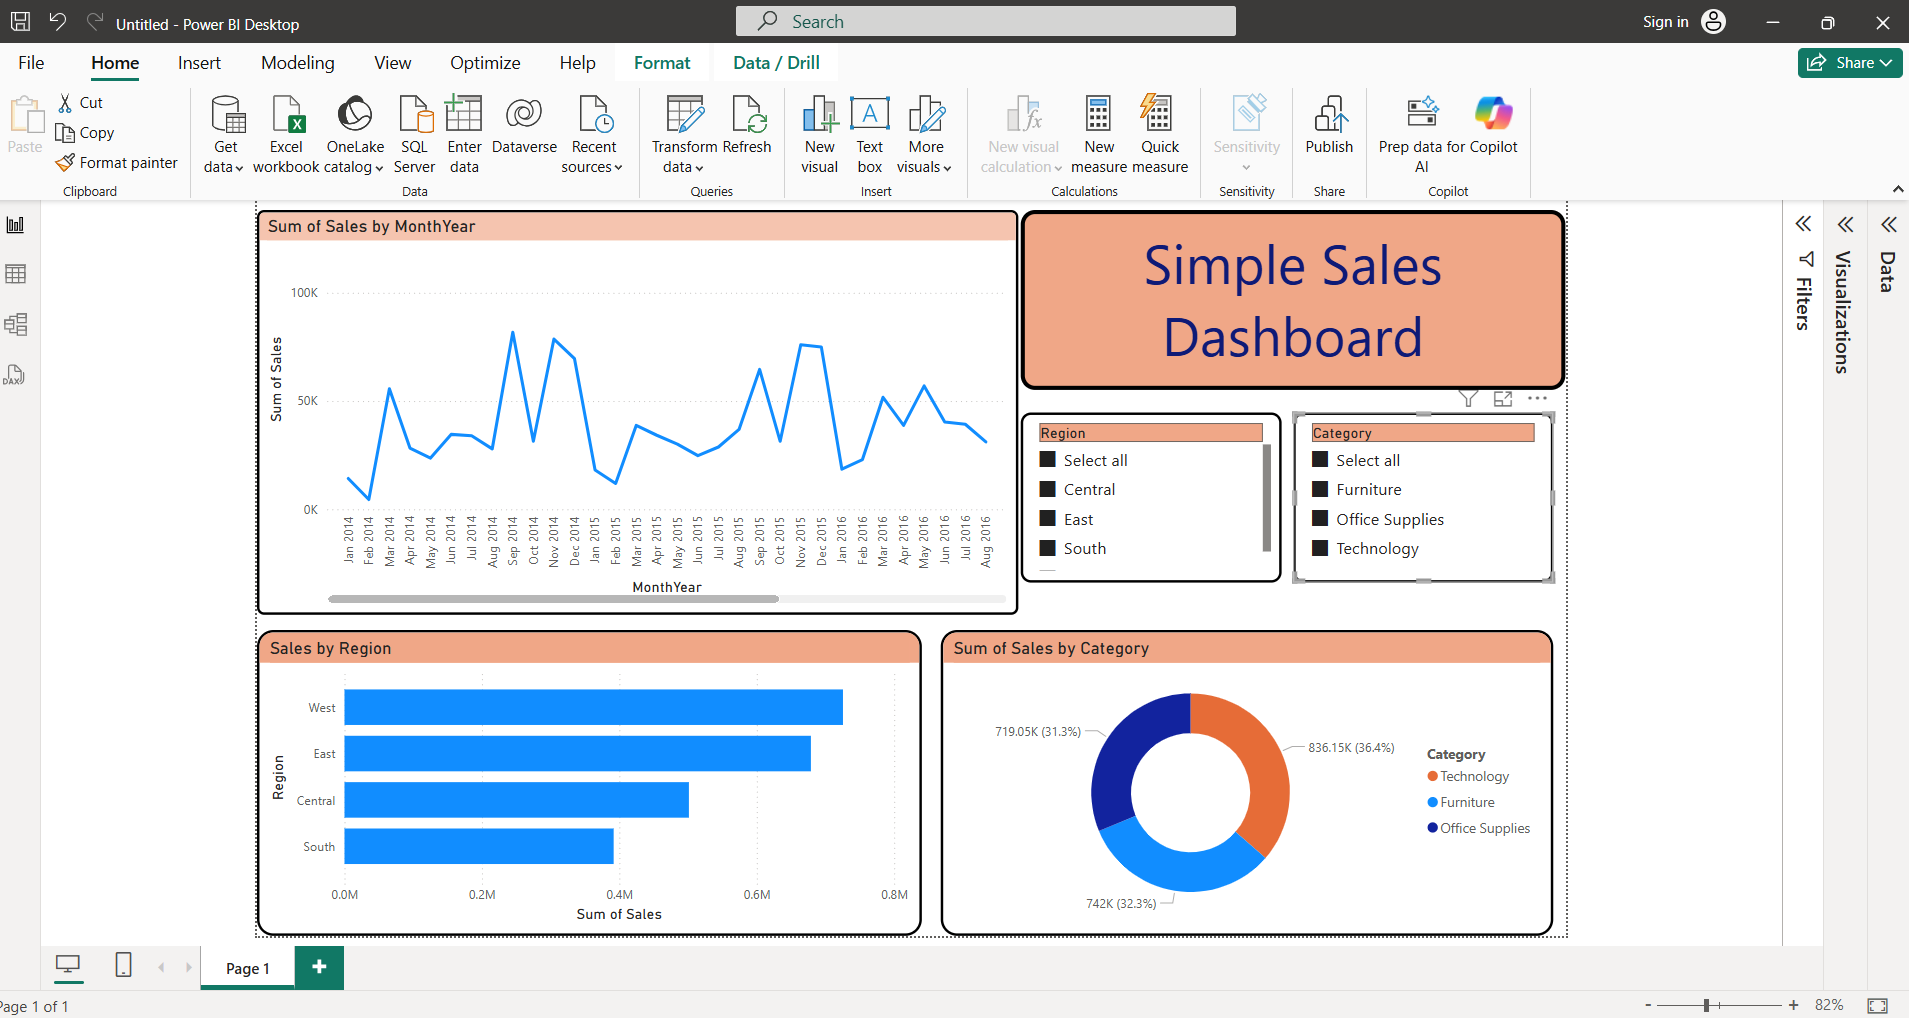 Untitled - Power BI Desktop
Search
Sign in
File Home Insert Modeling View Optimize Help Format Data / Drill
Share
Paste
Cut
Copy
Format painter
Clipboard
Get data
Excel workbook
OneLake catalog
SQL Server
Enter data
Dataverse
Recent sources
Data
Transform data
Refresh
Queries
New visual
Text box
More visuals
Insert
New visual calculation
New measure
Quick measure
Calculations
Sensitivity
Sensitivity
Publish
Share
Prep data for AI
Copilot
Copilot
DAX
Sum of Sales by MonthYear
100K
50K
0K
Sum of Sales
Jan 2014
Feb 2014
Mar 2014
Apr 2014
May 2014
Jun 2014
Jul 2014
Aug 2014
Sep 2014
Oct 2014
Nov 2014
Dec 2014
Jan 2015
Feb 2015
Mar 2015
Apr 2015
May 2015
Jun 2015
Jul 2015
Aug 2015
Sep 2015
Oct 2015
Nov 2015
Dec 2015
Jan 2016
Feb 2016
Mar 2016
Apr 2016
May 2016
Jun 2016
Jul 2016
Aug 2016
MonthYear
Simple Sales
Dashboard
Region
Select all
Central
East
South
Category
Select all
Furniture
Office Supplies
Technology
Filters
Visualizations
Data
Sales by Region
Region
West
East
Central
South
0.0M 0.2M 0.4M 0.6M 0.8M
Sum of Sales
Sum of Sales by Category
719.05K (31.3%)
836.15K (36.4%)
742K (32.3%)
Category
Technology
Furniture
Office Supplies
Page 1
+
Page 1 of 1
- + 82%